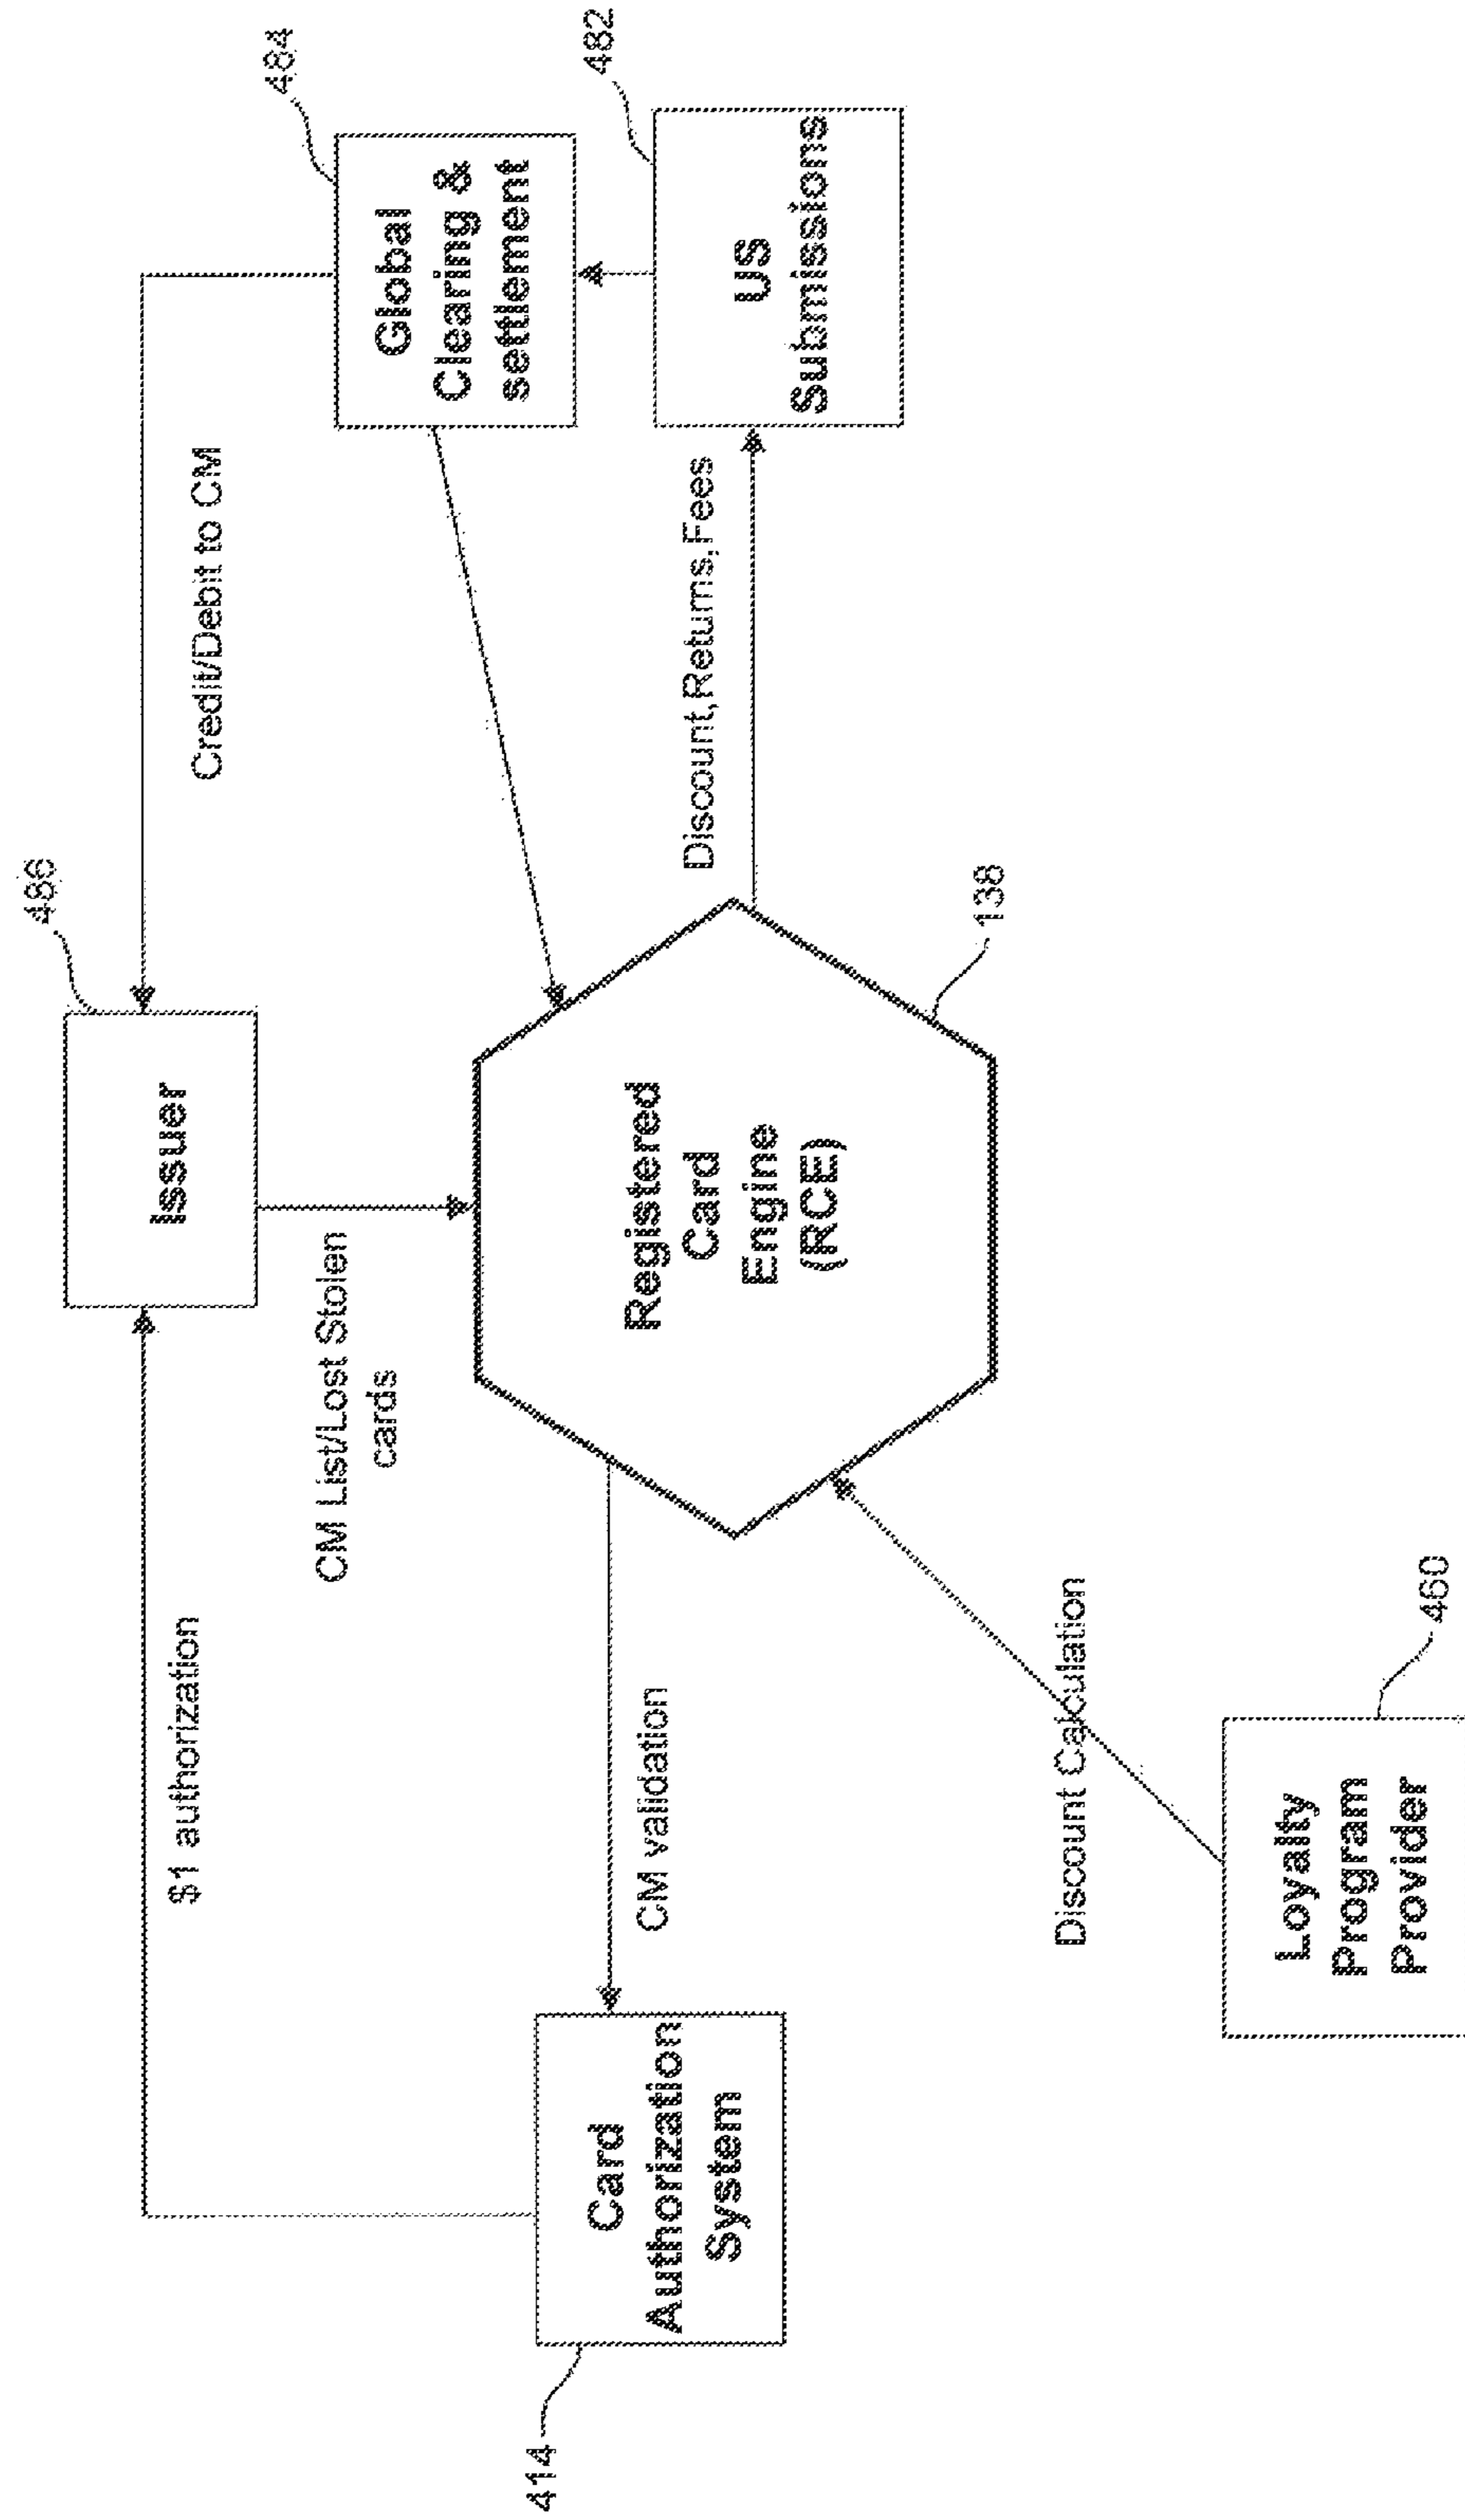 486
Issuer
$1 authorization
Credit/Debit to CM
484
CM List/Lost Stolen
cards
Global
Clearing &
settlement
414
Card
Authorization
System
CM validation
Registered
Card
Engine
(RCE)
Discount,Returns,Fees
482
US
Submissions
138
Discount Calculation
Loyalty
Program
Provider
460